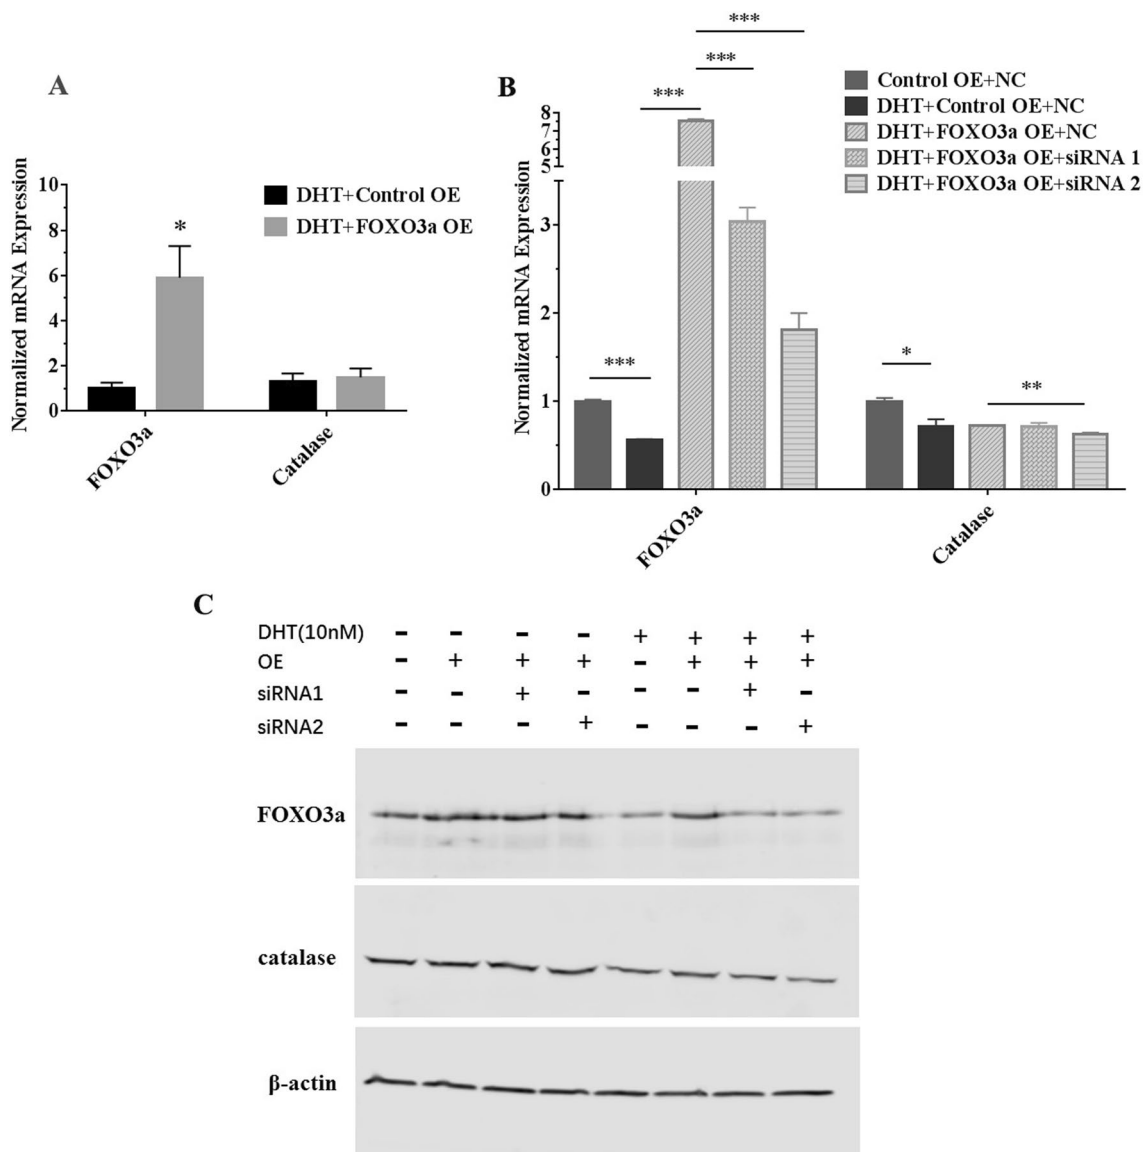 A
Normalized mRNA Expression
10
8
6
4
2
0
*
FOXO3a
Catalase
DHT+Control OE
DHT+FOXO3a OE
B
Normalized mRNA Expression
8
7
6
5
3
2
1
0
***
***
***
***
*
**
FOXO3a
Catalase
Control OE+NC
DHT+Control OE+NC
DHT+FOXO3a OE+NC
DHT+FOXO3a OE+siRNA 1
DHT+FOXO3a OE+siRNA 2
C
DHT(10nM) - - - - + + + +
OE - + + + - + + +
siRNA1 - - + - - - + -
siRNA2 - - - + - - - +
FOXO3a
catalase
β-actin